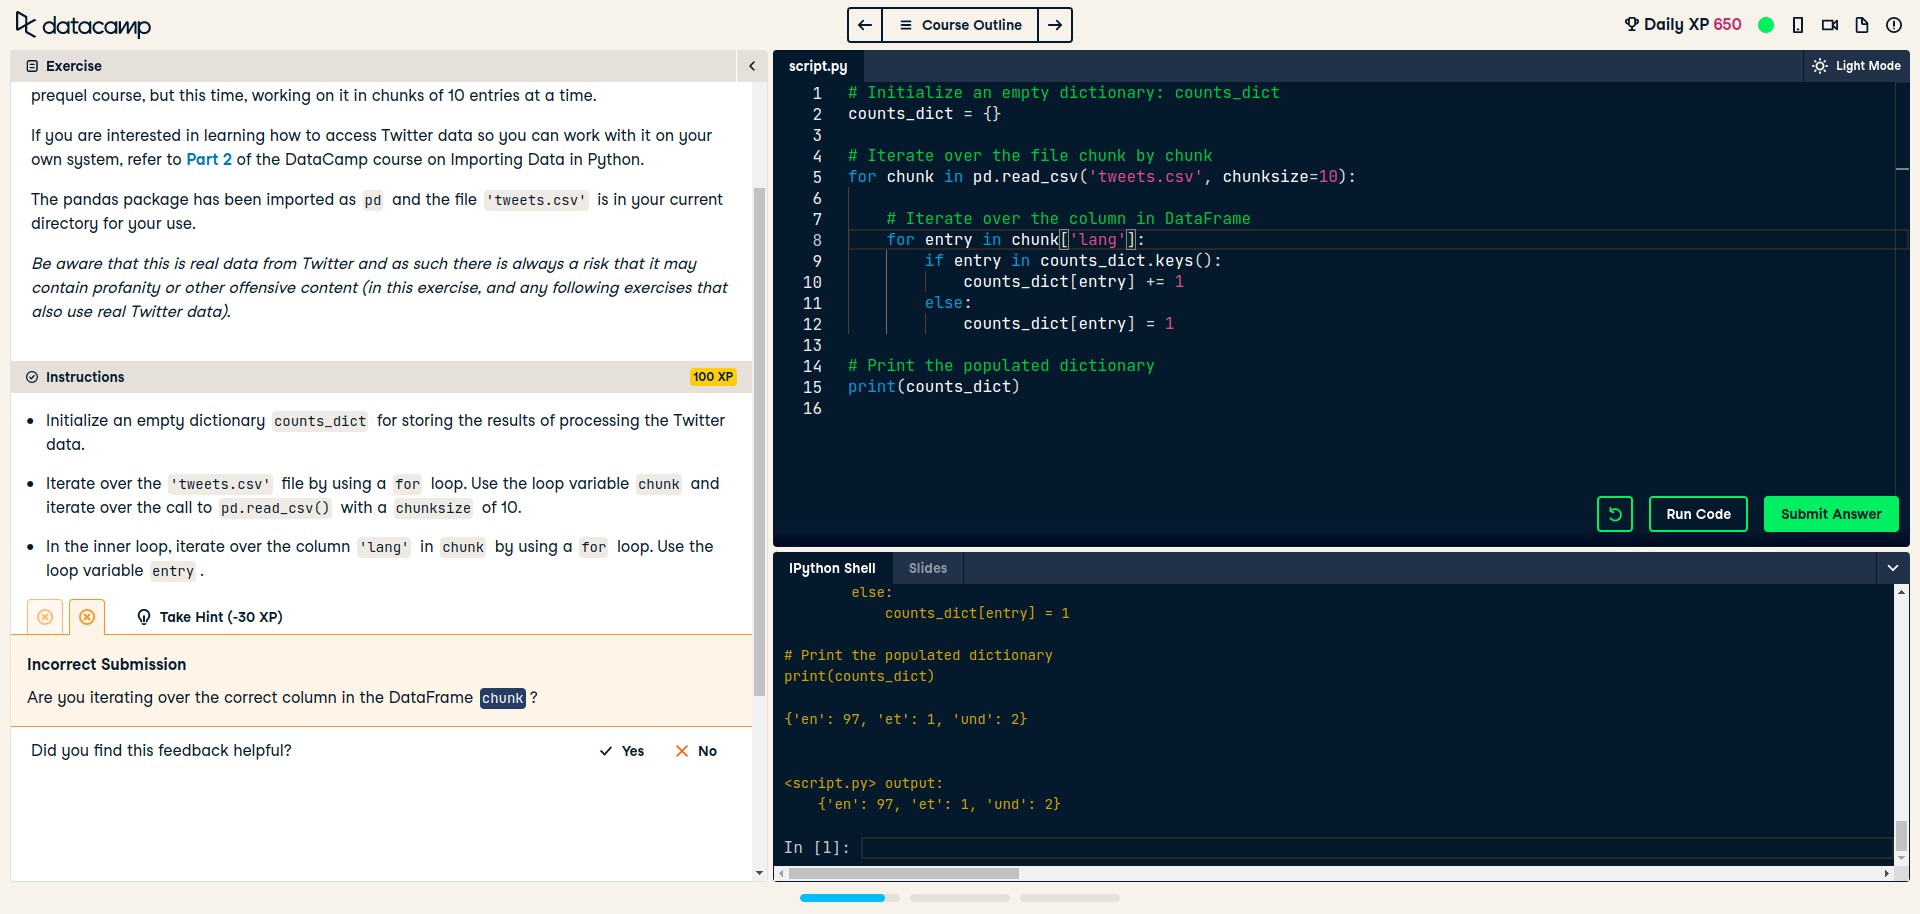 datacamp
Course Outline
Daily XP 650
Exercise
prequel course, but this time, working on it in chunks of 10 entries at a time.
If you are interested in learning how to access Twitter data so you can work with it on your
own system, refer to Part 2 of the DataCamp course on Importing Data in Python.
The pandas package has been imported as pd and the file 'tweets.csv' is in your current
directory for your use.
Be aware that this is real data from Twitter and as such there is always a risk that it may
contain profanity or other offensive content (in this exercise, and any following exercises that
also use real Twitter data).
Instructions
100 XP
Initialize an empty dictionary counts_dict for storing the results of processing the Twitter
data.
Iterate over the 'tweets.csv' file by using a for loop. Use the loop variable chunk and
iterate over the call to pd.read_csv() with a chunksize of 10.
In the inner loop, iterate over the column 'lang' in chunk by using a for loop. Use the
loop variable entry .
Take Hint (-30 XP)
Incorrect Submission
Are you iterating over the correct column in the DataFrame chunk ?
Did you find this feedback helpful?
Yes
No
script.py
Light Mode
1 # Initialize an empty dictionary: counts_dict
2 counts_dict = {}
3
4 # Iterate over the file chunk by chunk
5 for chunk in pd.read_csv('tweets.csv', chunksize=10):
6
7     # Iterate over the column in DataFrame
8     for entry in chunk['lang']:
9         if entry in counts_dict.keys():
10             counts_dict[entry] += 1
11         else:
12             counts_dict[entry] = 1
13
14 # Print the populated dictionary
15 print(counts_dict)
16
Run Code
Submit Answer
IPython Shell
Slides
        else:
            counts_dict[entry] = 1
# Print the populated dictionary
print(counts_dict)
{'en': 97, 'et': 1, 'und': 2}
<script.py> output:
    {'en': 97, 'et': 1, 'und': 2}
In [1]: